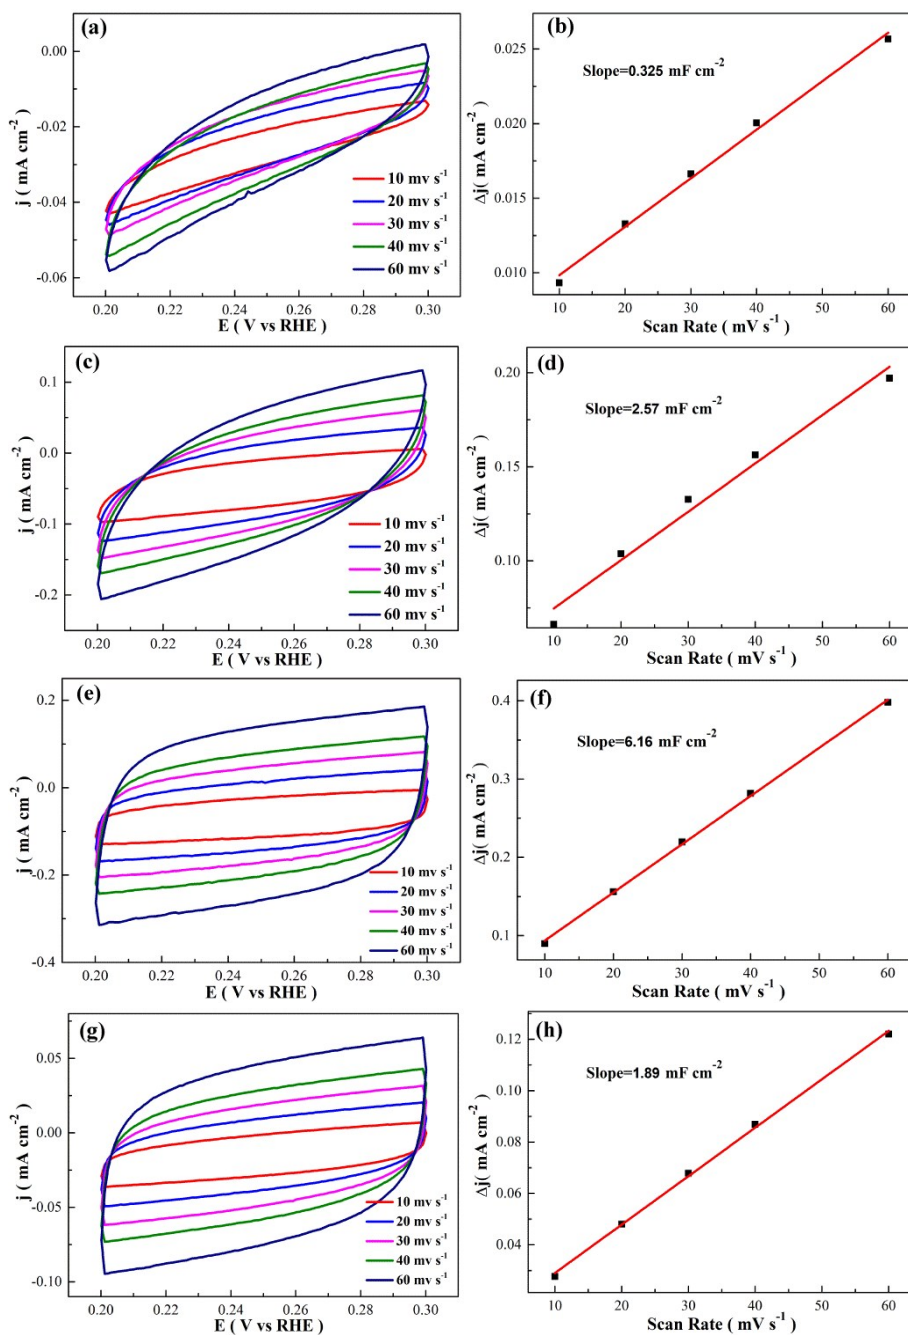 (a)
0.00
-0.02
-0.04
-0.06
j ( mA cm⁻²)
10 mv s⁻¹
20 mv s⁻¹
30 mv s⁻¹
40 mv s⁻¹
60 mv s⁻¹
0.20 0.22 0.24 0.26 0.28 0.30
E ( V vs RHE)
(b)
Slope=0.325 mF cm⁻²
0.025
0.020
0.015
0.010
Δj( mA cm⁻²)
10 20 30 40 50 60
Scan Rate ( mV s⁻¹)
(c)
0.1
0.0
-0.1
-0.2
j ( mA cm⁻²)
10 mv s⁻¹
20 mv s⁻¹
30 mv s⁻¹
40 mv s⁻¹
60 mv s⁻¹
0.20 0.22 0.24 0.26 0.28 0.30
E ( V vs RHE)
(d)
Slope=2.57 mF cm⁻²
0.20
0.15
0.10
Δj( mA cm⁻²)
10 20 30 40 50 60
Scan Rate ( mV s⁻¹)
(e)
0.2
0.0
-0.2
-0.4
j ( mA cm⁻²)
10 mv s⁻¹
20 mv s⁻¹
30 mv s⁻¹
40 mv s⁻¹
60 mv s⁻¹
0.20 0.22 0.24 0.26 0.28 0.30
E ( V vs RHE)
(f)
Slope=6.16 mF cm⁻²
0.4
0.3
0.2
0.1
Δj( mA cm⁻²)
10 20 30 40 50 60
Scan Rate ( mV s⁻¹)
(g)
0.05
0.00
-0.05
-0.10
j ( mA cm⁻²)
10 mv s⁻¹
20 mv s⁻¹
30 mv s⁻¹
40 mv s⁻¹
60 mv s⁻¹
0.20 0.22 0.24 0.26 0.28 0.30
E ( V vs RHE)
(h)
Slope=1.89 mF cm⁻²
0.12
0.10
0.08
0.06
0.04
Δj( mA cm⁻²)
10 20 30 40 50 60
Scan Rate ( mV s⁻¹)